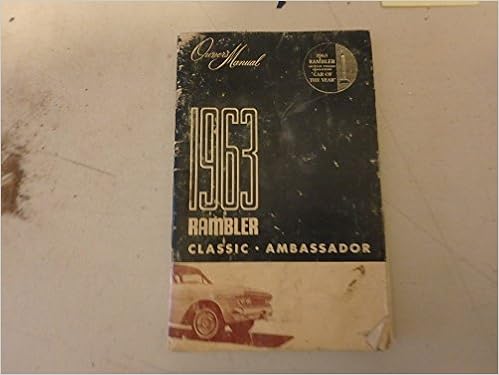 Owner's Manual
1963
RAMBLER
"CAR OF
THE YEAR"
1963
RAMBLER
CLASSIC • AMBASSADOR